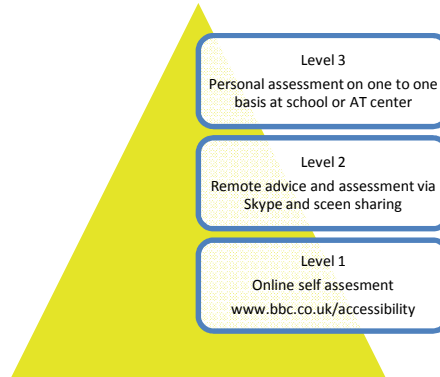 Level 3
Personal assessment on one to one
basis at school or AT center
Level 2
Remote advice and assessment via
Skype and sceen sharing
Level 1
Online self assesment
www.bbc.co.uk/accessibility